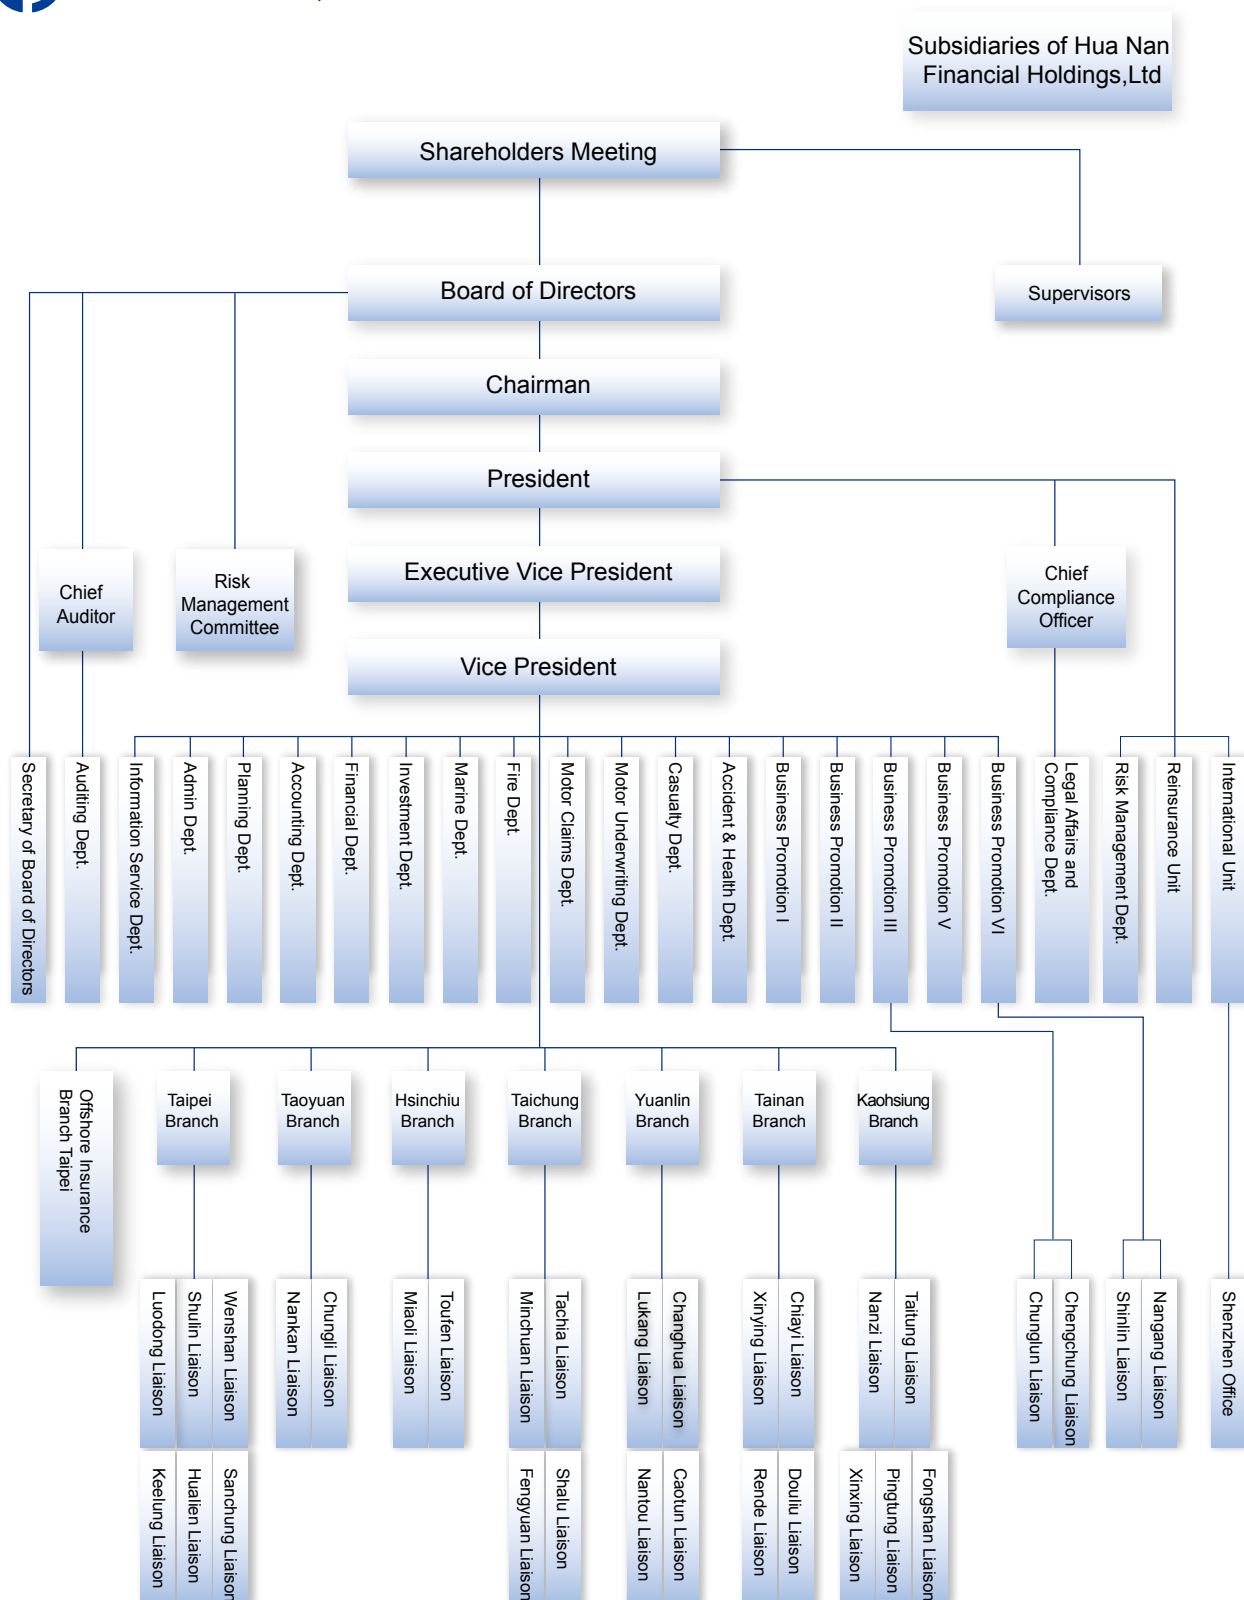 Subsidiaries of Hua Nan
Financial Holdings,Ltd
Shareholders Meeting
Board of Directors
Supervisors
Chairman
President
Executive Vice President
Vice President
Chief
Auditor
Risk
Management
Committee
Chief
Compliance
Officer
Secretary of Board of Directors
Auditing Dept.
Information Service Dept.
Admin Dept.
Planning Dept.
Accounting Dept.
Financial Dept.
Investment Dept.
Marine Dept.
Fire Dept.
Motor Claims Dept.
Motor Underwriting Dept.
Casualty Dept.
Accident & Health Dept.
Business Promotion I
Business Promotion II
Business Promotion III
Business Promotion V
Business Promotion VI
Legal Affairs and
Compliance Dept.
Risk Management Dept.
Reinsurance Unit
International Unit
Offshore Insurance
Branch Taipei
Taipei
Branch
Taoyuan
Branch
Hsinchiu
Branch
Taichung
Branch
Yuanlin
Branch
Tainan
Branch
Kaohsiung
Branch
Luodong Liaison
Shulin Liaison
Wenshan Liaison
Nankan Liaison
Chungli Liaison
Miaoli Liaison
Toufen Liaison
Minchuan Liaison
Tachia Liaison
Lukang Liaison
Changhua Liaison
Xinying Liaison
Chiayi Liaison
Nanzi Liaison
Taitung Liaison
Chunglun Liaison
Chengchung Liaison
Shinlin Liaison
Nangang Liaison
Shenzhen Office
Keelung Liaison
Hualien Liaison
Sanchung Liaison
Fengyuan Liaison
Shalu Liaison
Nantou Liaison
Caotun Liaison
Rende Liaison
Douliu Liaison
Xinxing Liaison
Pingtung Liaison
Fongshan Liaison